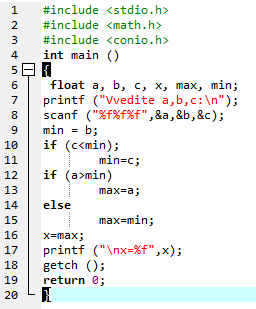 1 #include <stdio.h>
2 #include <math.h>
3 #include <conio.h>
4 int main ()
5 {
6 float a, b, c, x, max, min;
7 printf ("Vvedite a,b,c:\n");
8 scanf ("%f%f%f",&a,&b,&c);
9 min = b;
10 if (c<min);
11 min=c;
12 if (a>min)
13 max=a;
14 else
15 max=min;
16 x=max;
17 printf ("\nx=%f",x);
18 getch ();
19 return 0;
20 }